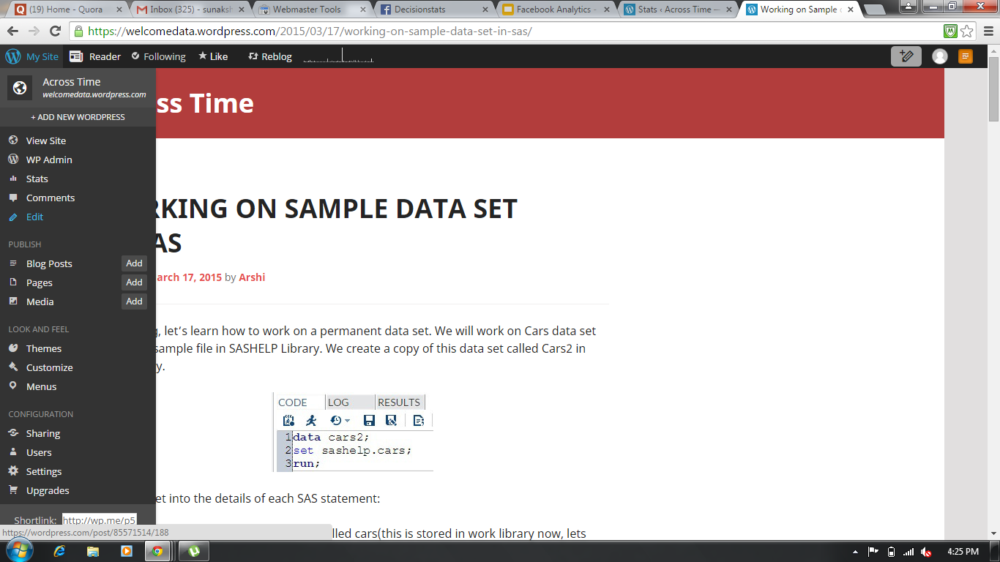 (19) Home - Quora
Inbox (325) - sunaksh
Webmaster Tools
Decisionstats
Facebook Analytics -
Stats ‹ Across Time —
Working on Sample
https://welcomedata.wordpress.com/2015/03/17/working-on-sample-data-set-in-sas/
My Site
Reader
Following
Like
Reblog
Across Time
welcomedata.wordpress.com
+ ADD NEW WORDPRESS
View Site
WP Admin
Stats
Comments
Edit
PUBLISH
Blog Posts Add
Pages Add
Media Add
LOOK AND FEEL
Themes
Customize
Menus
CONFIGURATION
Sharing
Users
Settings
Upgrades
Shortlink: http://wp.me/p5
https://wordpress.com/post/85571514/188
ss Time
RKING ON SAMPLE DATA SET
AS
arch 17, 2015 by Arshi
, let’s learn how to work on a permanent data set. We will work on Cars data set
sample file in SASHELP Library. We create a copy of this data set called Cars2 in
y.
CODE LOG RESULTS
1 data cars2;
2 set sashelp.cars;
3 run;
et into the details of each SAS statement:
lled cars(this is stored in work library now, lets
4:25 PM